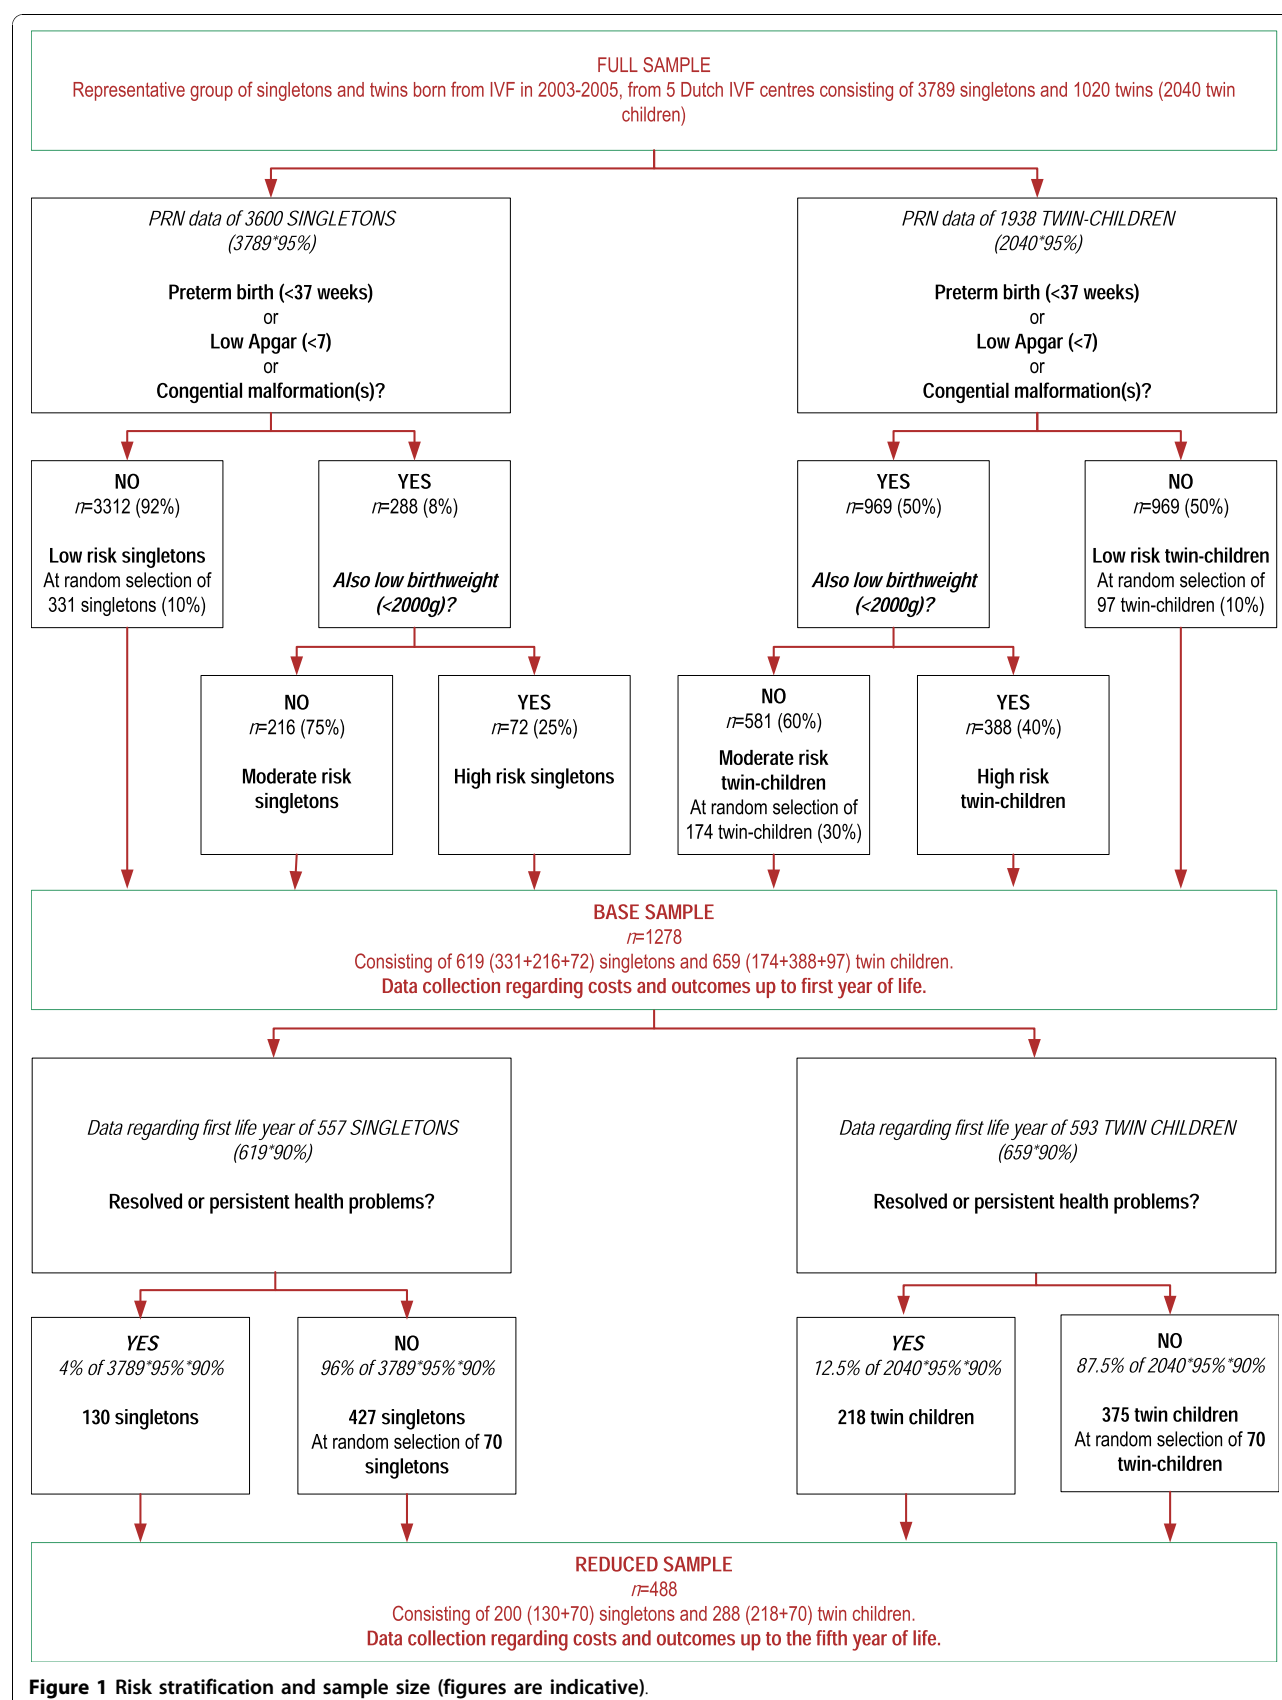 FULL SAMPLE
Representative group of singletons and twins born from IVF in 2003-2005, from 5 Dutch IVF centres consisting of 3789 singletons and 1020 twins (2040 twin
children)
PRN data of 3600 SINGLETONS
(3789*95%)
Preterm birth (<37 weeks)
or
Low Apgar (<7)
or
Congential malformation(s)?
PRN data of 1938 TWIN-CHILDREN
(2040*95%)
Preterm birth (<37 weeks)
or
Low Apgar (<7)
or
Congential malformation(s)?
NO
n=3312 (92%)
Low risk singletons
At random selection of
331 singletons (10%)
YES
n=288 (8%)
Also low birthweight
(<2000g)?
YES
n=969 (50%)
Also low birthweight
(<2000g)?
NO
n=969 (50%)
Low risk twin-children
At random selection of
97 twin-children (10%)
NO
n=216 (75%)
Moderate risk
singletons
YES
n=72 (25%)
High risk singletons
NO
n=581 (60%)
Moderate risk
twin-children
At random selection of
174 twin-children (30%)
YES
n=388 (40%)
High risk
twin-children
BASE SAMPLE
n=1278
Consisting of 619 (331+216+72) singletons and 659 (174+388+97) twin children.
Data collection regarding costs and outcomes up to first year of life.
Data regarding first life year of 557 SINGLETONS
(619*90%)
Resolved or persistent health problems?
Data regarding first life year of 593 TWIN CHILDREN
(659*90%)
Resolved or persistent health problems?
YES
4% of 3789*95%*90%
130 singletons
NO
96% of 3789*95%*90%
427 singletons
At random selection of 70
singletons
YES
12.5% of 2040*95%*90%
218 twin children
NO
87.5% of 2040*95%*90%
375 twin children
At random selection of 70
twin-children
REDUCED SAMPLE
n=488
Consisting of 200 (130+70) singletons and 288 (218+70) twin children.
Data collection regarding costs and outcomes up to the fifth year of life.
Figure 1 Risk stratification and sample size (figures are indicative).